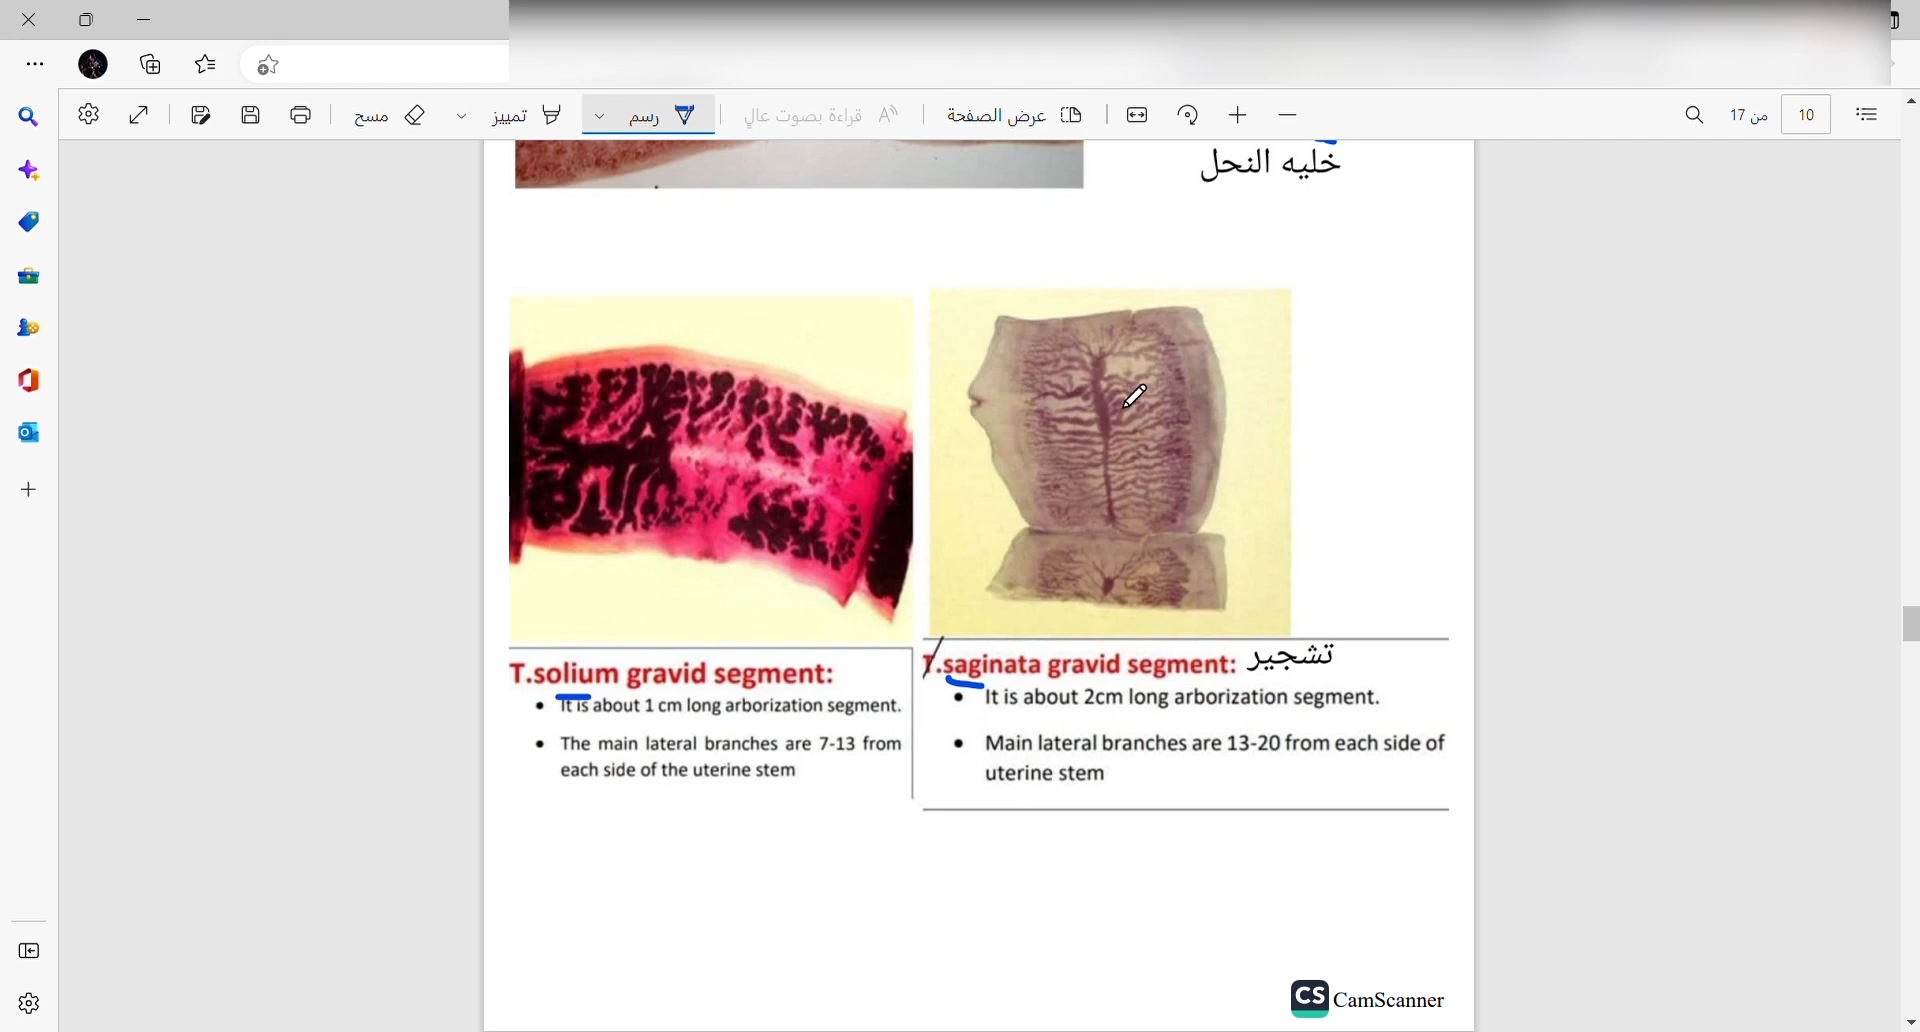 مسح
تمييز
رسم
قراءة بصوت عالٍ
عرض الصفحة
من 17
10
خليه النحل
T.solium gravid segment:
• It is about 1 cm long arborization segment.
• The main lateral branches are 7-13 from
each side of the uterine stem
T.saginata gravid segment: تشجير
• It is about 2cm long arborization segment.
• Main lateral branches are 13-20 from each side of
uterine stem
CS CamScanner